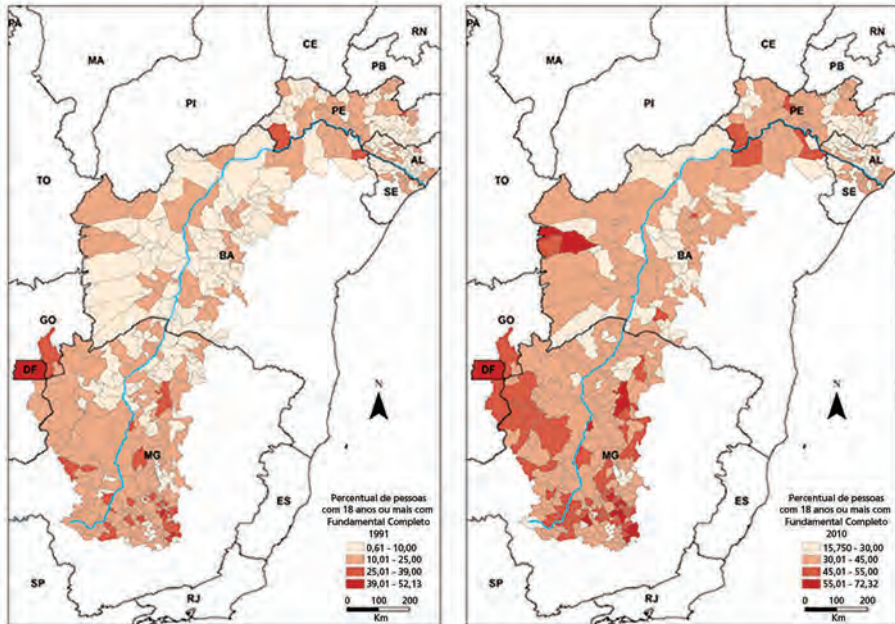 PA
MA
CE
RN
PB
PI
PE
AL
TO
SE
BA
GO
DF
N
MG
ES
SP
RJ
Percentual de pessoas
com 18 anos ou mais com
Fundamental Completo
1991
0,61 - 10,00
10,01 - 25,00
25,01 - 39,00
39,01 - 52,13
0 100 200
Km
PA
MA
CE
RN
PB
PI
PE
AL
TO
SE
BA
GO
DF
N
MG
ES
SP
RJ
Percentual de pessoas
com 18 anos ou mais com
Fundamental Completo
2010
15,750 - 30,00
30,01 - 45,00
45,01 - 55,00
55,01 - 72,32
0 100 200
Km